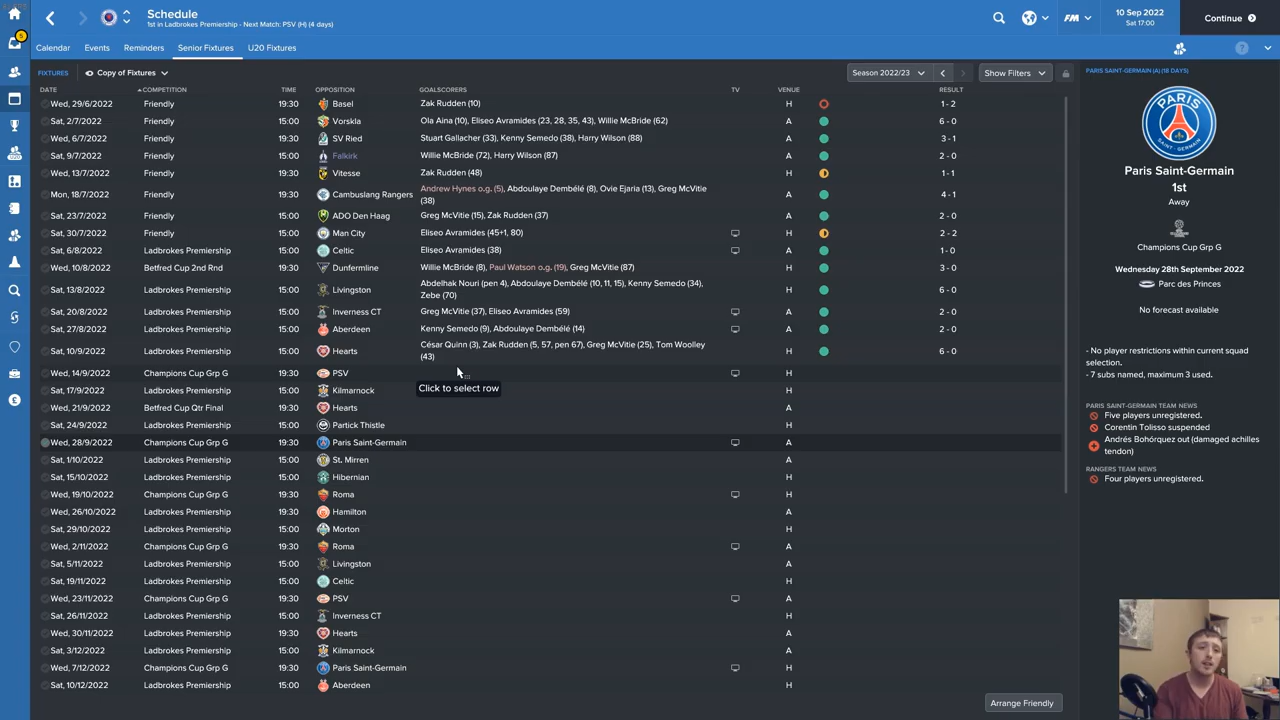 Schedule
1st in Ladbrokes Premiership - Next Match: PSV (H) (4 days)
FM
10 Sep 2022
Sat 17:00
Continue
5
Calendar Events Reminders Senior Fixtures U20 Fixtures
FIXTURES Copy of Fixtures Season 2022/23 Show Filters
DATE COMPETITION TIME OPPOSITION GOALSCORERS TV VENUE RESULT
Wed, 29/6/2022 Friendly 19:30 Basel Zak Rudden (10) H 1 - 2
Sat, 2/7/2022 Friendly 15:00 Vorskla Ola Aina (10), Eliseo Avramides (23, 28, 35, 43), Willie McBride (62) A 6 - 0
Wed, 6/7/2022 Friendly 19:30 SV Ried Stuart Gallacher (33), Kenny Semedo (38), Harry Wilson (88) A 3 - 1
Sat, 9/7/2022 Friendly 15:00 Falkirk Willie McBride (72), Harry Wilson (87) A 2 - 0
Wed, 13/7/2022 Friendly 19:30 Vitesse Zak Rudden (48) H 1 - 1
Mon, 18/7/2022 Friendly 19:30 Cambuslang Rangers Andrew Hynes o.g. (5), Abdoulaye Dembélé (8), Ovie Ejaria (13), Greg McVitie
(38) A 4 - 1
Sat, 23/7/2022 Friendly 15:00 ADO Den Haag Greg McVitie (15), Zak Rudden (37) A 2 - 0
Sat, 30/7/2022 Friendly 15:00 Man City Eliseo Avramides (45+1, 80) H 2 - 2
Sat, 6/8/2022 Ladbrokes Premiership 15:00 Celtic Eliseo Avramides (38) A 1 - 0
Wed, 10/8/2022 Betfred Cup 2nd Rnd 19:30 Dunfermline Willie McBride (8), Paul Watson o.g. (19), Greg McVitie (87) H 3 - 0
Sat, 13/8/2022 Ladbrokes Premiership 15:00 Livingston Abdelhak Nouri (pen 4), Abdoulaye Dembélé (10, 11, 15), Kenny Semedo (34),
Zebe (70) H 6 - 0
Sat, 20/8/2022 Ladbrokes Premiership 15:00 Inverness CT Greg McVitie (37), Eliseo Avramides (59) A 2 - 0
Sat, 27/8/2022 Ladbrokes Premiership 15:00 Aberdeen Kenny Semedo (9), Abdoulaye Dembélé (14) A 2 - 0
Sat, 10/9/2022 Ladbrokes Premiership 15:00 Hearts César Quinn (3), Zak Rudden (5, 57, pen 67), Greg McVitie (25), Tom Woolley
(43) H 6 - 0
Wed, 14/9/2022 Champions Cup Grp G 19:30 PSV H
Click to select row
Sat, 17/9/2022 Ladbrokes Premiership 15:00 Kilmarnock H
Wed, 21/9/2022 Betfred Cup Qtr Final 19:30 Hearts A
Sat, 24/9/2022 Ladbrokes Premiership 15:00 Partick Thistle H
Wed, 28/9/2022 Champions Cup Grp G 19:30 Paris Saint-Germain A
Sat, 1/10/2022 Ladbrokes Premiership 15:00 St. Mirren A
Sat, 15/10/2022 Ladbrokes Premiership 15:00 Hibernian H
Wed, 19/10/2022 Champions Cup Grp G 19:30 Roma H
Wed, 26/10/2022 Ladbrokes Premiership 19:30 Hamilton A
Sat, 29/10/2022 Ladbrokes Premiership 15:00 Morton H
Wed, 2/11/2022 Champions Cup Grp G 19:30 Roma A
Sat, 5/11/2022 Ladbrokes Premiership 15:00 Livingston A
Sat, 19/11/2022 Ladbrokes Premiership 15:00 Celtic H
Wed, 23/11/2022 Champions Cup Grp G 19:30 PSV A
Sat, 26/11/2022 Ladbrokes Premiership 15:00 Inverness CT H
Wed, 30/11/2022 Ladbrokes Premiership 19:30 Hearts A
Sat, 3/12/2022 Ladbrokes Premiership 15:00 Kilmarnock A
Wed, 7/12/2022 Champions Cup Grp G 19:30 Paris Saint-Germain H
Sat, 10/12/2022 Ladbrokes Premiership 15:00 Aberdeen H
Arrange Friendly
PARIS SAINT-GERMAIN (A) (18 DAYS)
PARIS
SAINT-GERMAIN
Paris Saint-Germain
1st
Away
Champions Cup Grp G
Wednesday 28th September 2022
Parc des Princes
No forecast available
- No player restrictions within current squad
selection.
- 7 subs named, maximum 3 used.
PARIS SAINT-GERMAIN TEAM NEWS
Five players unregistered.
Corentin Tolisso suspended
Andrés Bohórquez out (damaged achilles
tendon)
RANGERS TEAM NEWS
Four players unregistered.